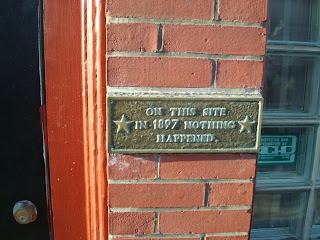 ON THIS SITE
IN 1897 NOTHING
HAPPENED.